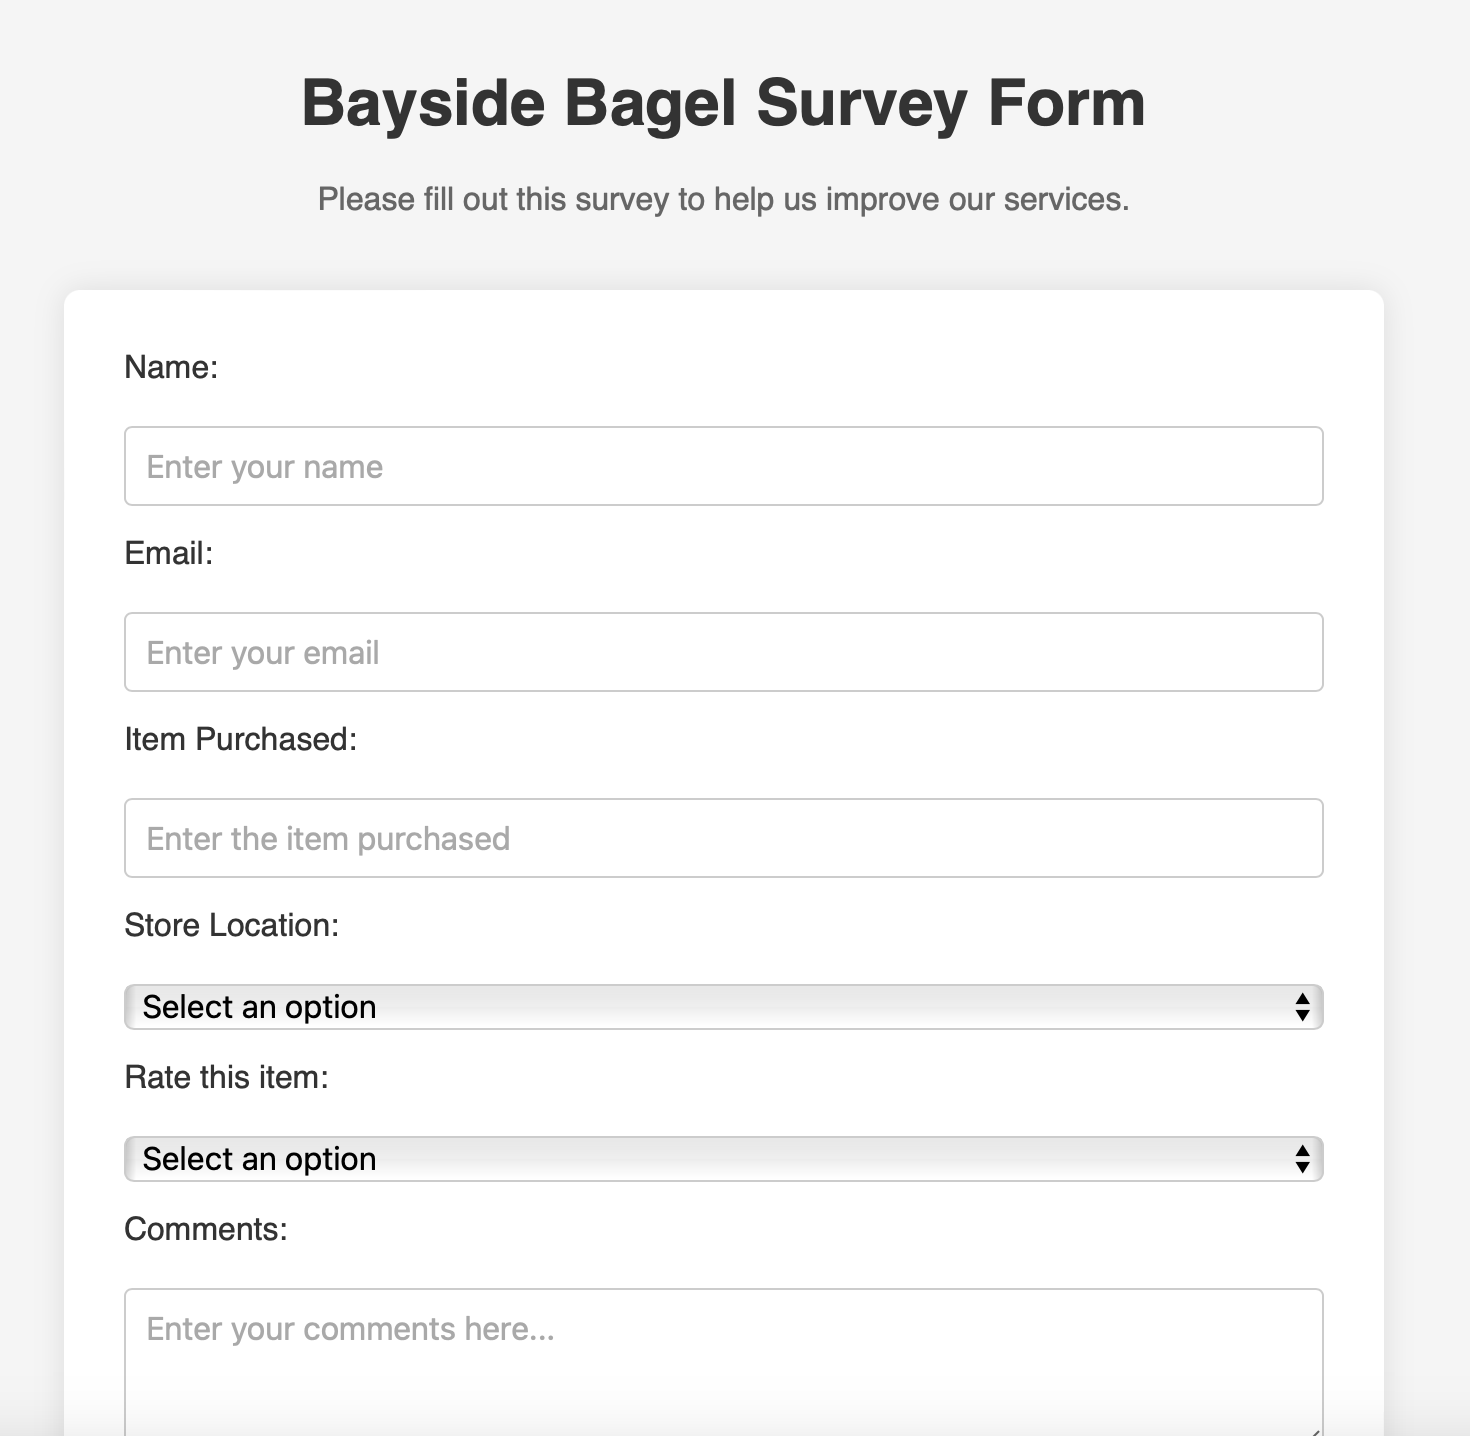 Bayside Bagel Survey Form
Please fill out this survey to help us improve our services.
Name:
Enter your name
Email:
Enter your email
Item Purchased:
Enter the item purchased
Store Location:
Select an option
Rate this item:
Select an option
Comments:
Enter your comments here...